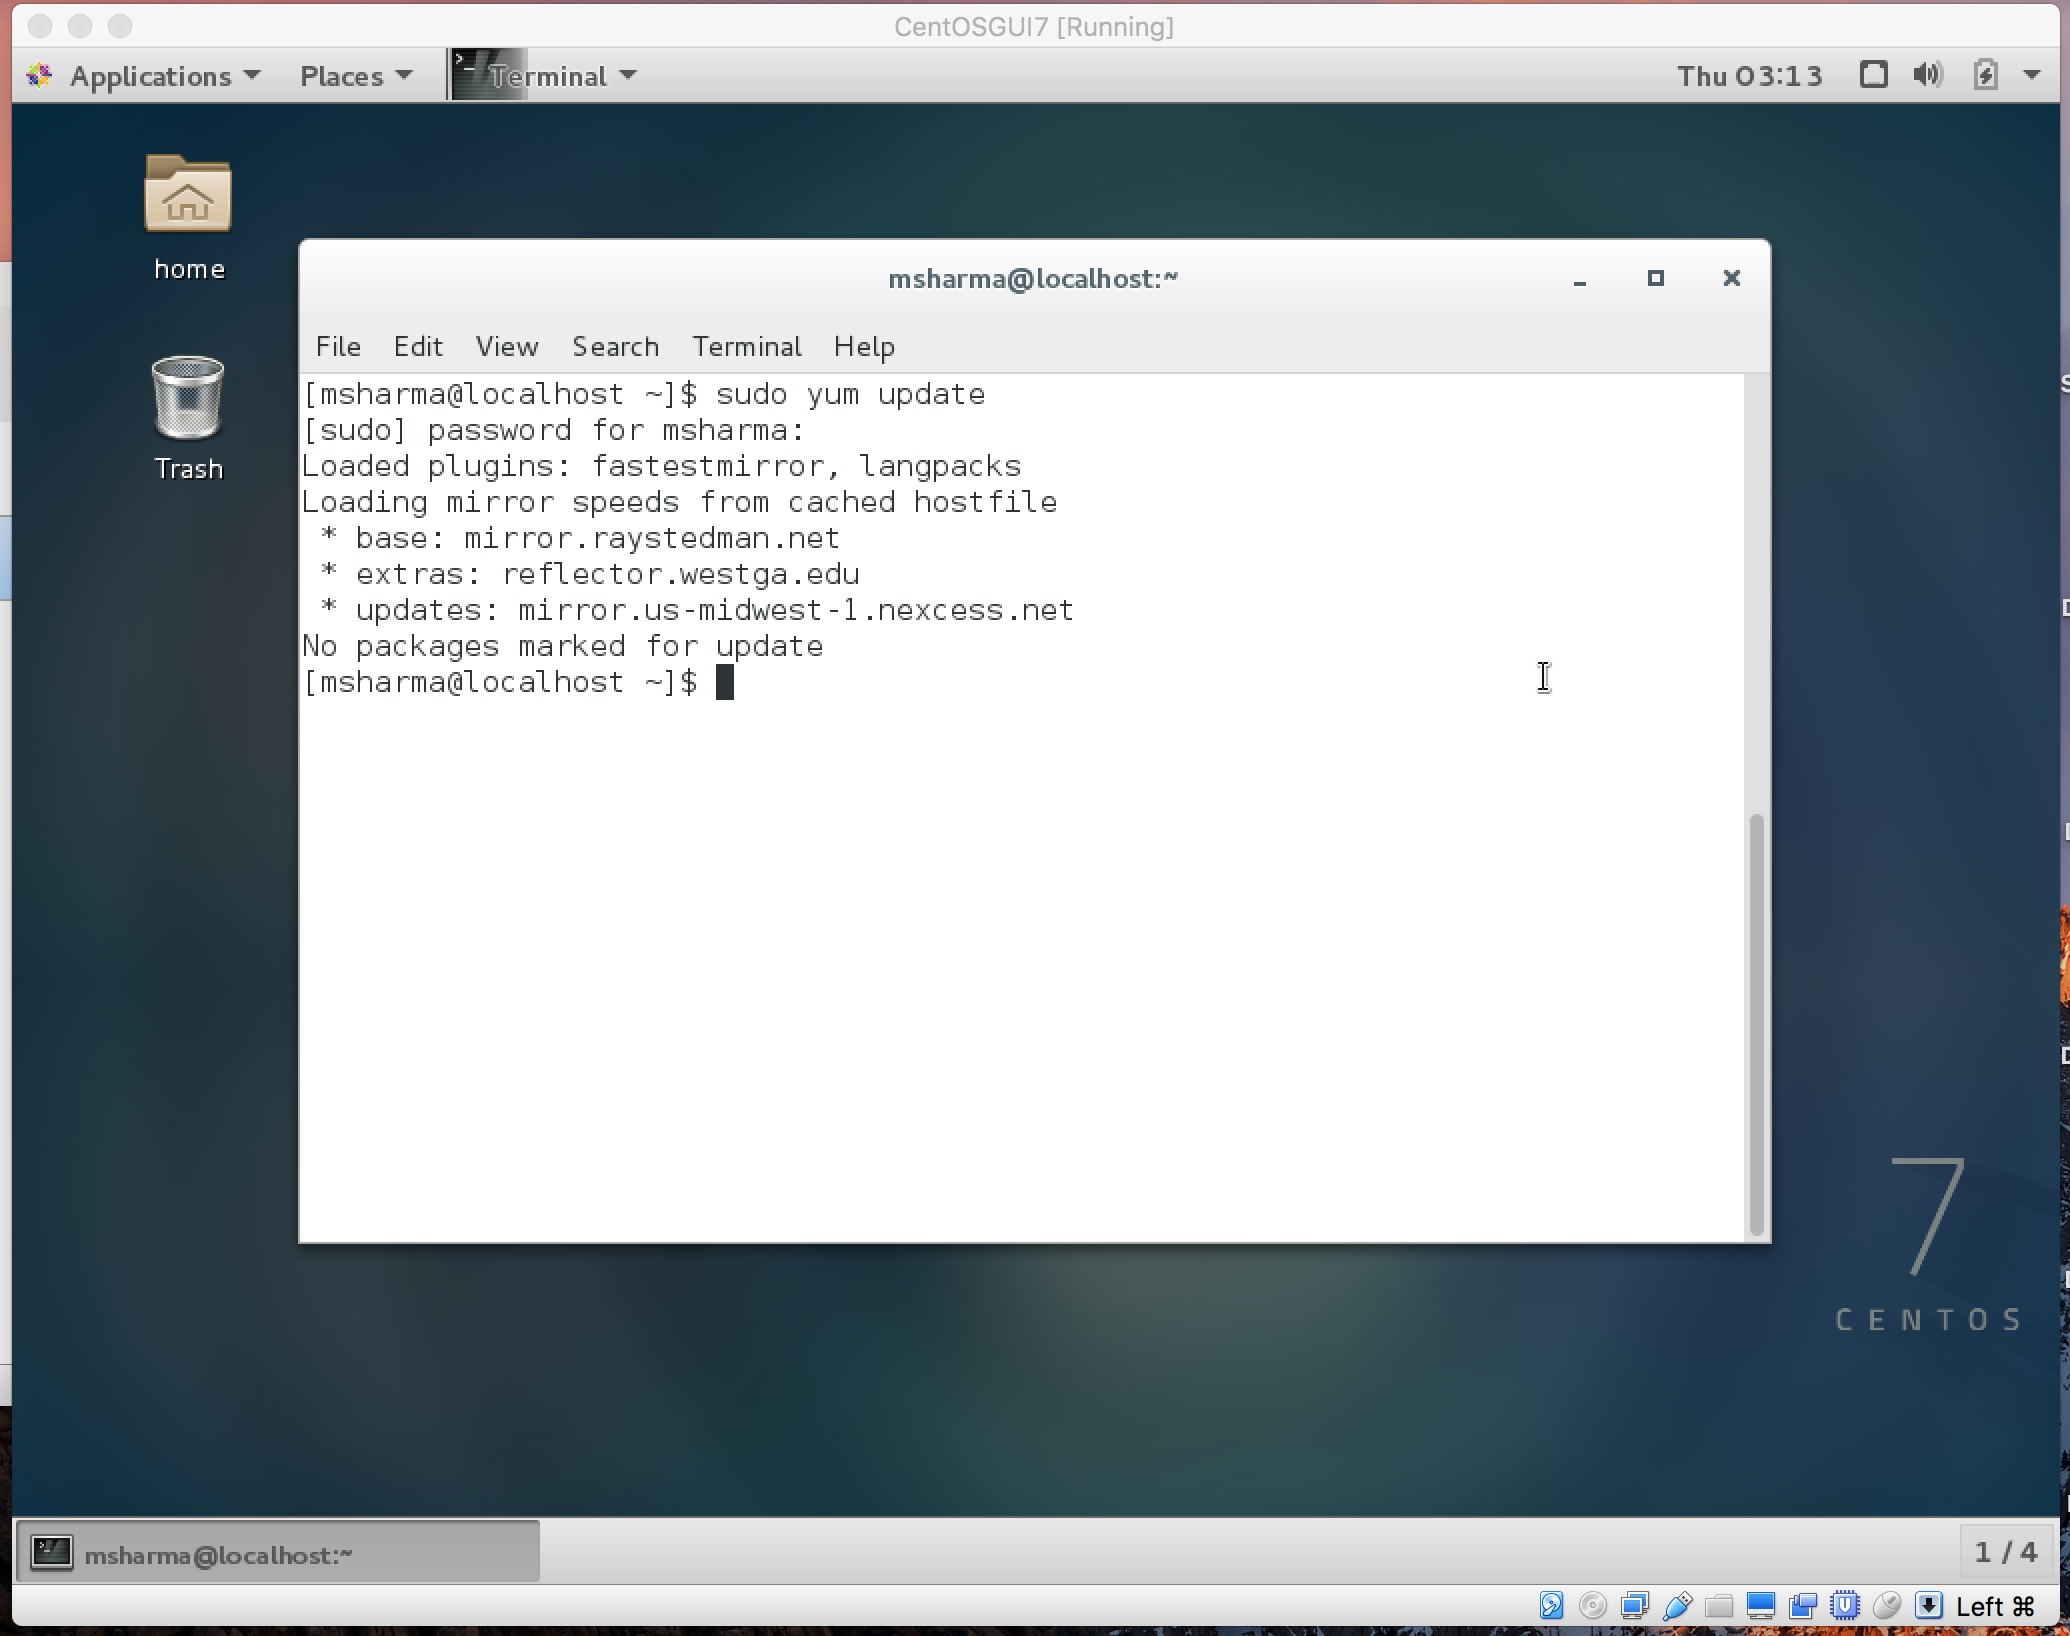 CentOSGUI7 [Running]
Applications Places Terminal Thu 03:13
home
Trash
msharma@localhost:~
File Edit View Search Terminal Help
[msharma@localhost ~]$ sudo yum update
[sudo] password for msharma:
Loaded plugins: fastestmirror, langpacks
Loading mirror speeds from cached hostfile
* base: mirror.raystedman.net
* extras: reflector.westga.edu
* updates: mirror.us-midwest-1.nexcess.net
No packages marked for update
[msharma@localhost ~]$
7
CENTOS
msharma@localhost:~
1 / 4
Left ⌘